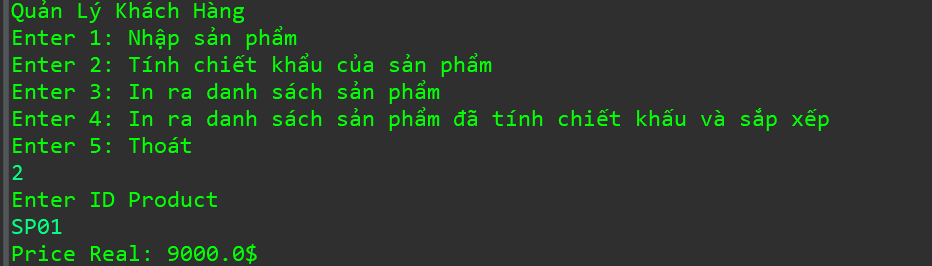 Quản Lý Khách Hàng
Enter 1: Nhập sản phẩm
Enter 2: Tính chiết khẩu của sản phẩm
Enter 3: In ra danh sách sản phẩm
Enter 4: In ra danh sách sản phẩm đã tính chiết khấu và sắp xếp
Enter 5: Thoát
2
Enter ID Product
SP01
Price Real: 9000.0$